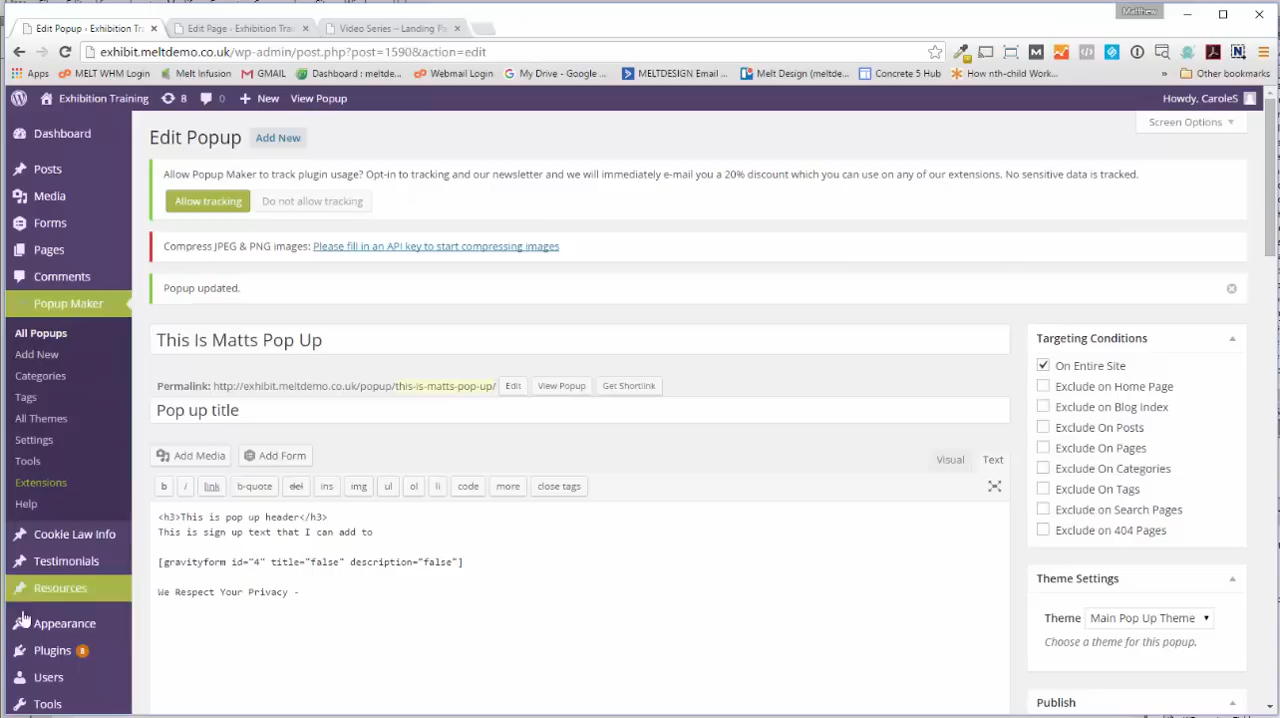 Matthew
Edit Popup ‹ Exhibition Tr
Edit Page ‹ Exhibition Trai
Video Series – Landing Pa
exhibit.meltdemo.co.uk/wp-admin/post.php?post=1590&action=edit
Apps
MELT WHM Login
Melt Infusion
GMAIL
Dashboard : meltde...
Webmail Login
My Drive - Google ...
MELTDESIGN Email ...
Melt Design (meltde...
Concrete 5 Hub
How nth-child Work...
»
Other bookmarks
Exhibition Training
8
0
+ New
View Popup
Howdy, CaroleS
Dashboard
Posts
Media
Forms
Pages
Comments
Popup Maker
All Popups
Add New
Categories
Tags
All Themes
Settings
Tools
Extensions
Help
Cookie Law Info
Testimonials
Resources
Appearance
Plugins 8
Users
Tools
Edit Popup Add New
Screen Options
Allow Popup Maker to track plugin usage? Opt-in to tracking and our newsletter and we will immediately e-mail you a 20% discount which you can use on any of our extensions. No sensitive data is tracked.
Allow tracking
Do not allow tracking
Compress JPEG & PNG images: Please fill in an API key to start compressing images
Popup updated.
This Is Matts Pop Up
Permalink: http://exhibit.meltdemo.co.uk/popup/this-is-matts-pop-up/ Edit View Popup Get Shortlink
Pop up title
Add Media
Add Form
Visual
Text
b
i
link
b-quote
del
ins
img
ul
ol
li
code
more
close tags
<h3>This is pop up header</h3>
This is sign up text that I can add to
[gravityform id="4" title="false" description="false"]
We Respect Your Privacy -
Targeting Conditions
On Entire Site
Exclude on Home Page
Exclude on Blog Index
Exclude On Posts
Exclude On Pages
Exclude On Categories
Exclude On Tags
Exclude on Search Pages
Exclude on 404 Pages
Theme Settings
Theme Main Pop Up Theme
Choose a theme for this popup.
Publish